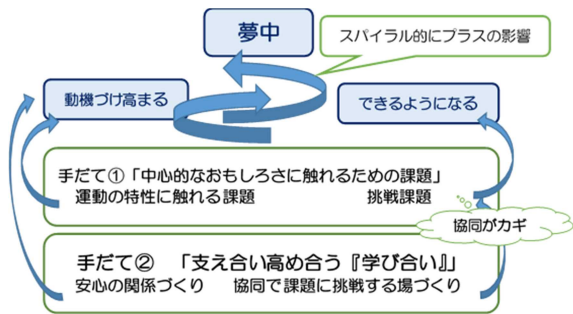 夢中
スパイラル的にプラスの影響
動機づけ高まる
できるようになる
手だて①「中心的なおもしろさに触れるための課題」
運動の特性に触れる課題　挑戦課題
協同がカギ
手だて②　「支え合い高め合う『学び合い』」
安心の関係づくり　協同で課題に挑戦する場づくり